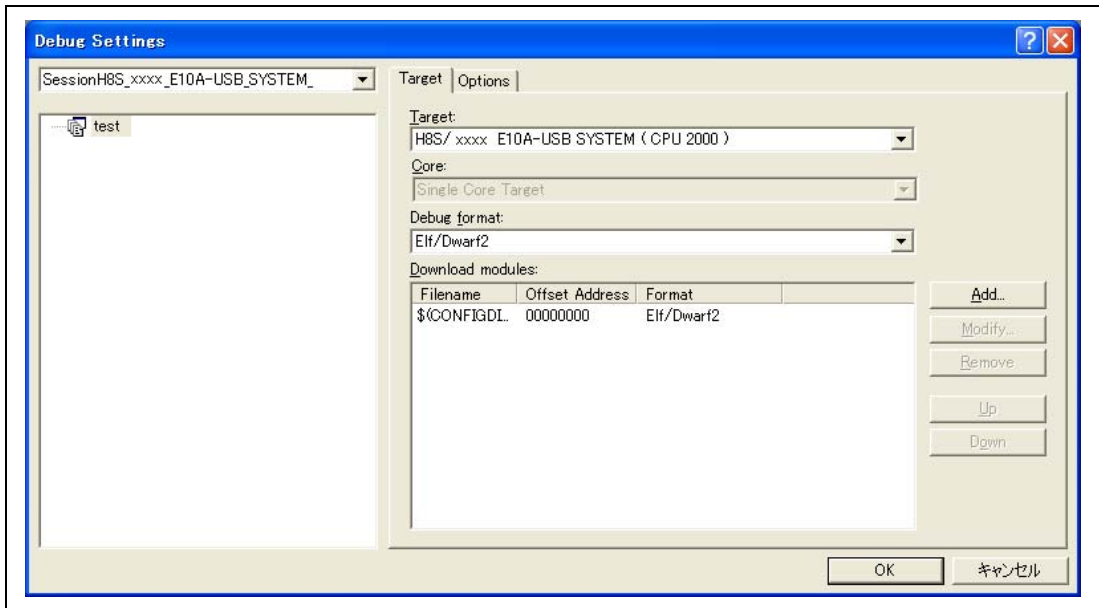 Debug Settings
SessionH8S_xxxx_E10A-USB_SYSTEM_
test
Target
Options
Target:
H8S/ xxxx E10A-USB SYSTEM ( CPU 2000 )
Core:
Single Core Target
Debug format:
Elf/Dwarf2
Download modules:
Filename Offset Address Format
$(CONFIGDI.. 00000000 Elf/Dwarf2
Add...
Modify...
Remove
Up
Down
OK
キャンセル